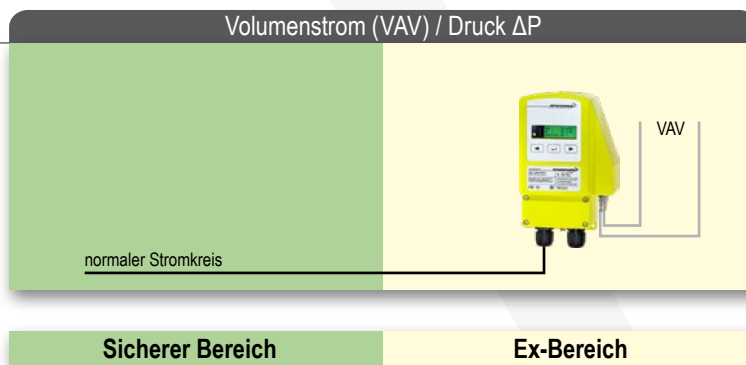 Volumenstrom (VAV) / Druck ΔP
VAV
normaler Stromkreis
Sicherer Bereich
Ex-Bereich